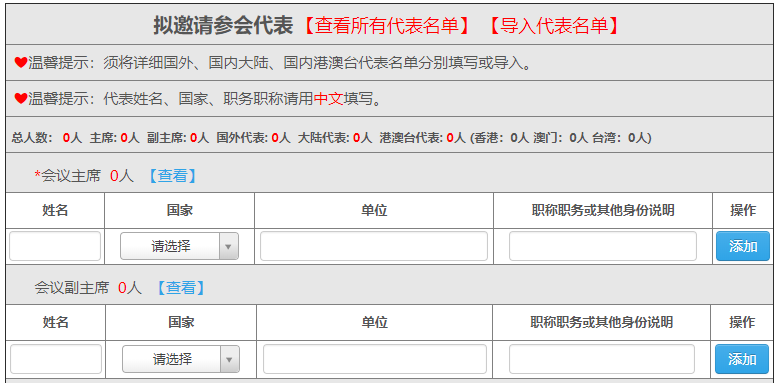 拟邀请参会代表【查看所有代表名单】 【导入代表名单】
❤温馨提示：须将详细国外、国内大陆、国内港澳台代表名单分别填写或导入。
❤温馨提示：代表姓名、国家、职务职称请用中文填写。
总人数： 0人 主席: 0人 副主席: 0人 国外代表: 0人 大陆代表: 0人 港澳台代表: 0人 (香港：0人 澳门：0人 台湾：0人)
*会议主席 0人 【查看】
姓名 国家 单位 职称职务或其他身份说明 操作
请选择 添加
会议副主席 0人 【查看】
姓名 国家 单位 职称职务或其他身份说明 操作
请选择 添加